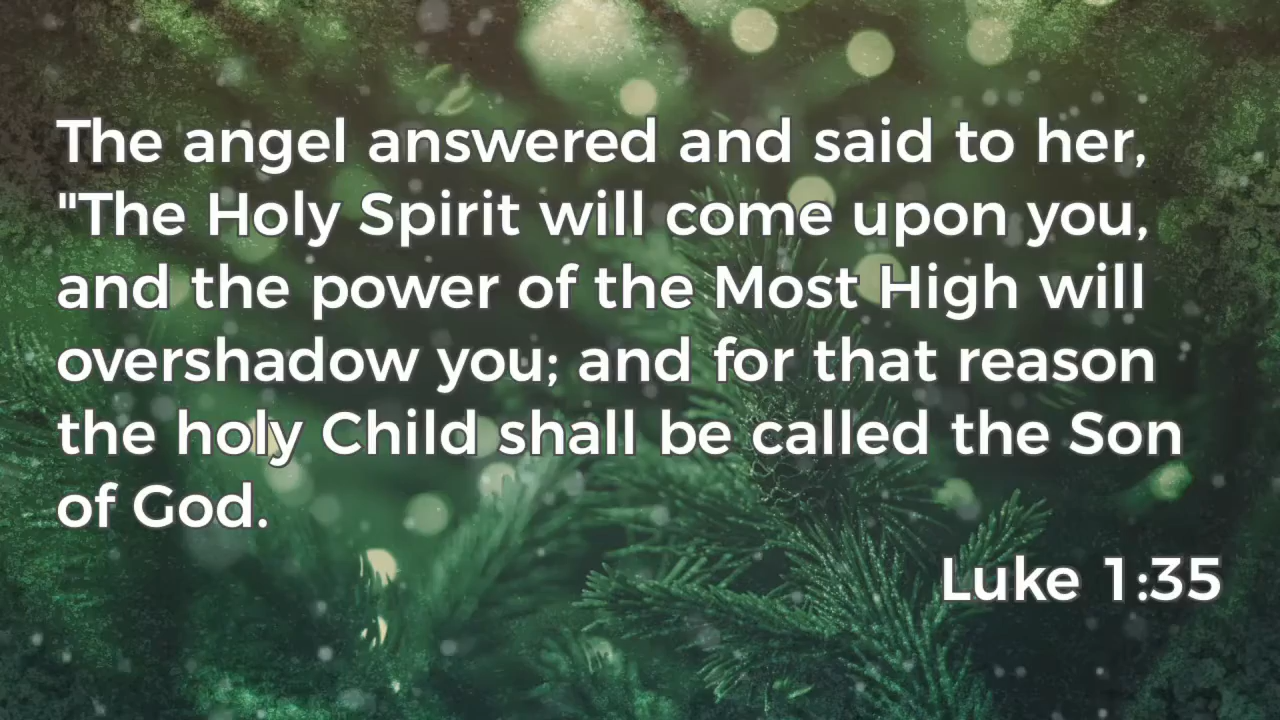 The angel answered and said to her,
"The Holy Spirit will come upon you,
and the power of the Most High will
overshadow you; and for that reason
the holy Child shall be called the Son
of God.
Luke 1:35